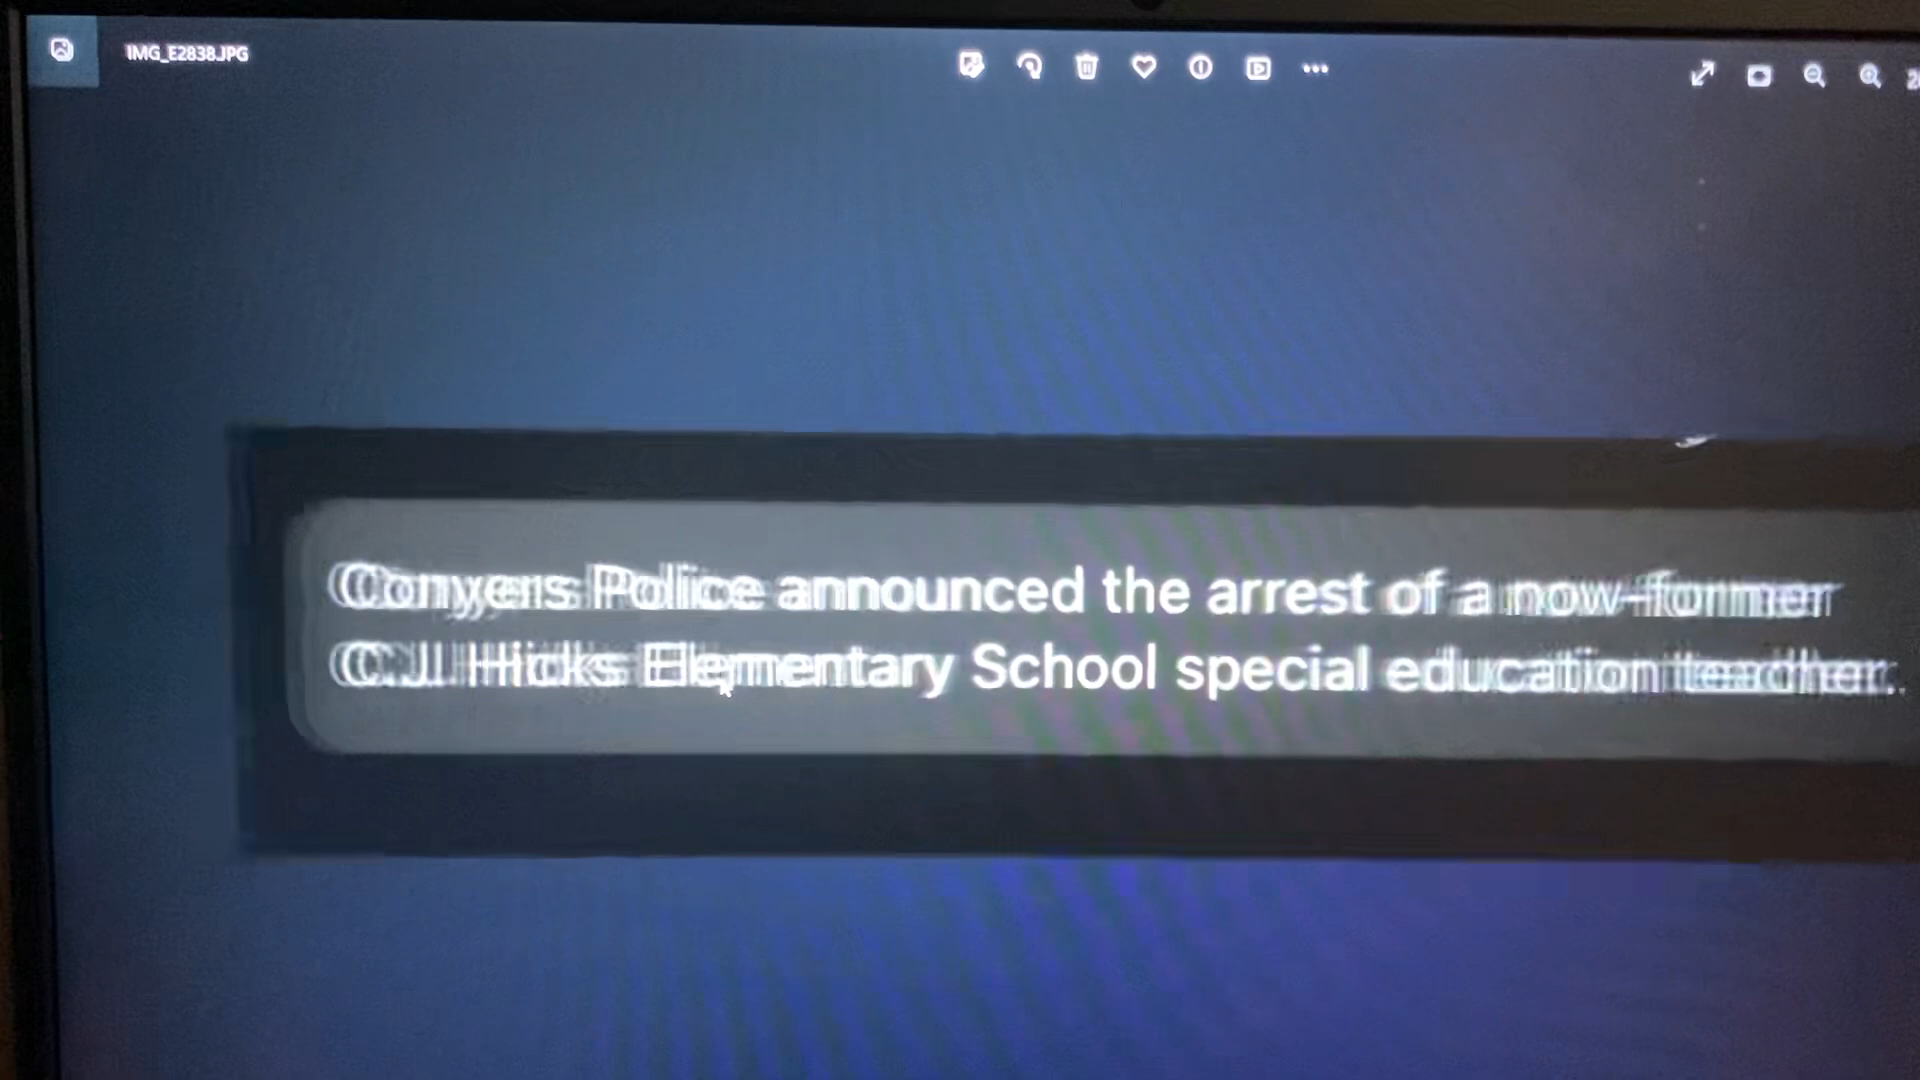 IMG_E2838.JPG
Conyers Police announced the arrest of a now-former
C.J. Hicks Elementary School special education teacher.